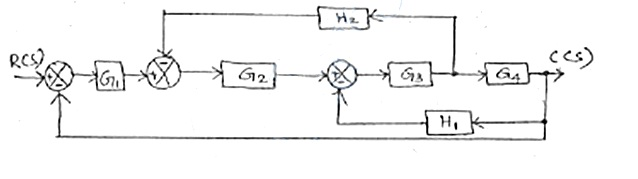 H2
R(S) + - G1 + - G2 + - G3 G4 C(S)
H1